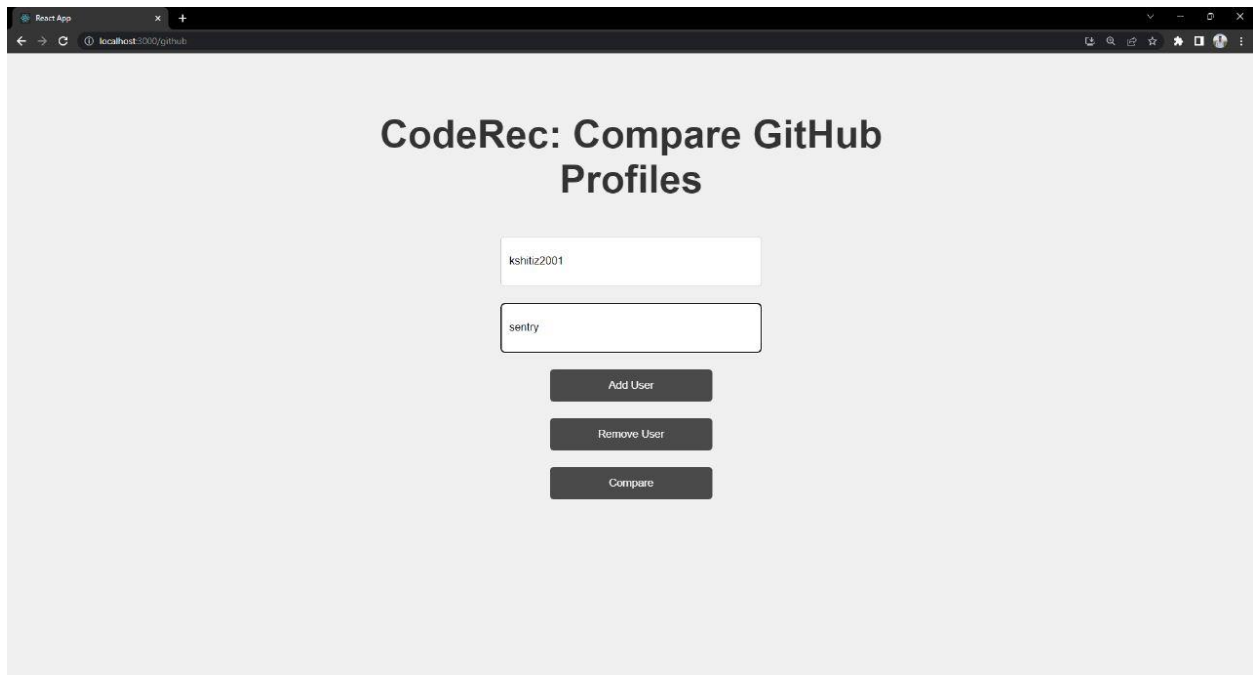 React App
localhost:3000/github
CodeRec: Compare GitHub
Profiles
kshitiz2001
sentry
Add User
Remove User
Compare